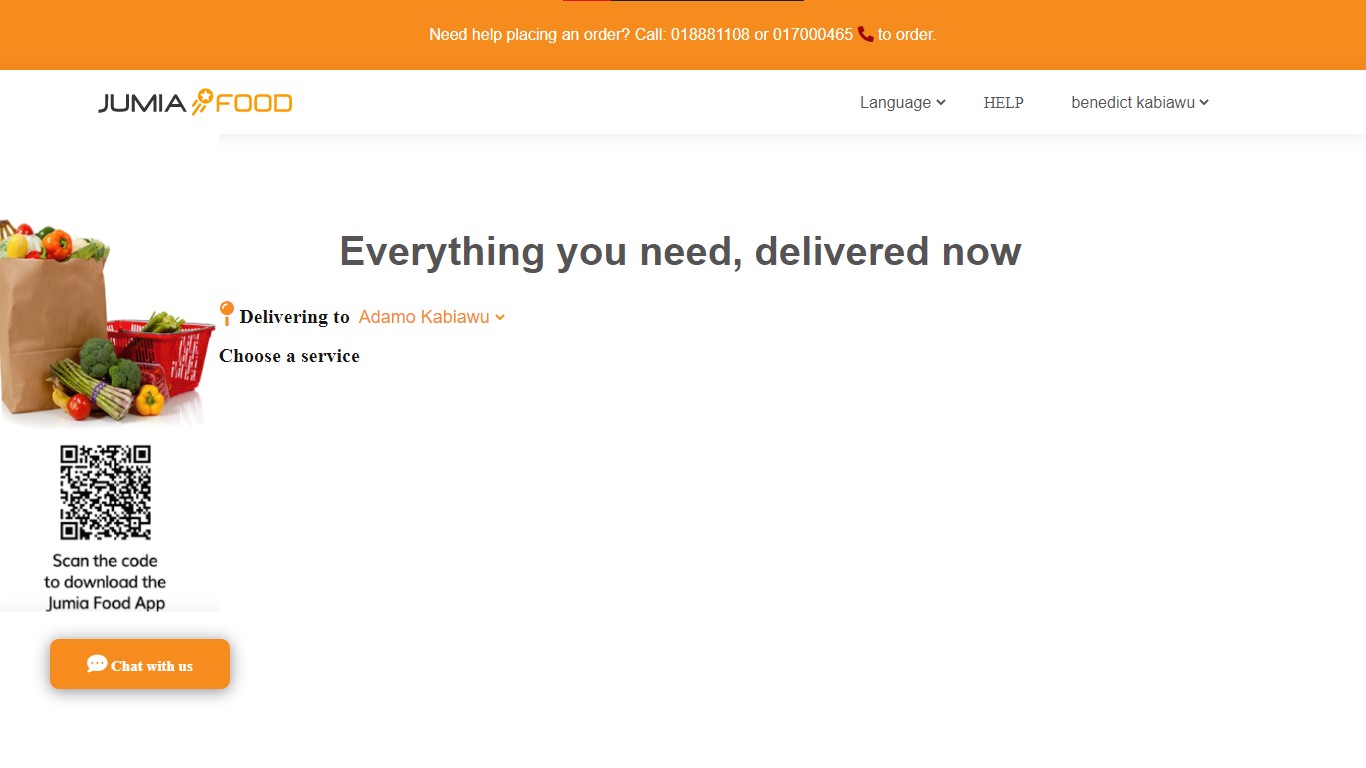 Need help placing an order? Call: 018881108 or 017000465 to order.
JUMIA FOOD
Language
HELP
benedict kabiawu
Everything you need, delivered now
Delivering to Adamo Kabiawu
Choose a service
Scan the code
to download the
Jumia Food App
Chat with us